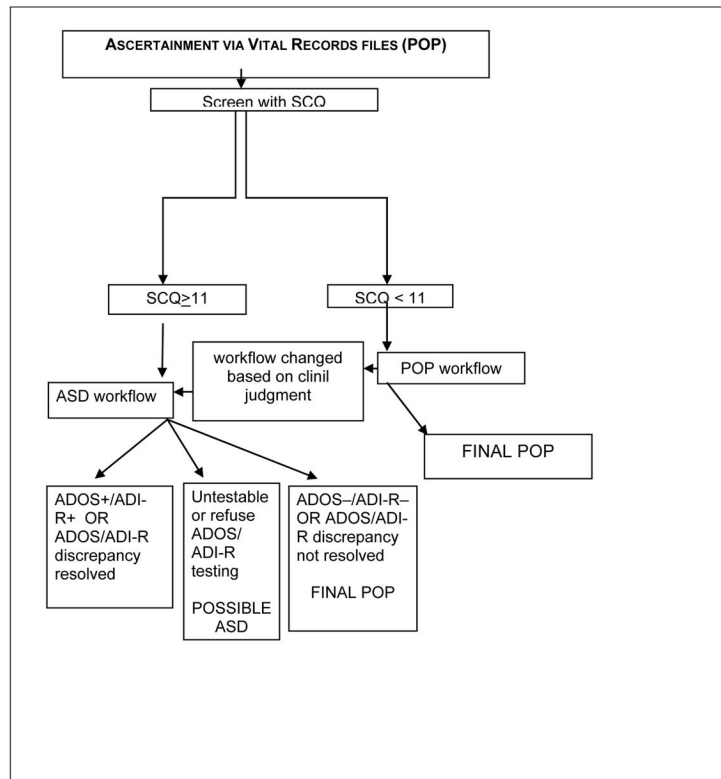 ASCERTAINMENT VIA VITAL RECORDS FILES (POP)
Screen with SCQ
SCQ≥11
SCQ < 11
workflow changed
based on clinil
judgment
POP workflow
ASD workflow
FINAL POP
ADOS+/ADI-
R+ OR
ADOS/ADI-R
discrepancy
resolved
Untestable
or refuse
ADOS/
ADI-R
testing
POSSIBLE
ASD
ADOS–/ADI-R–
OR ADOS/ADI-
R discrepancy
not resolved
FINAL POP